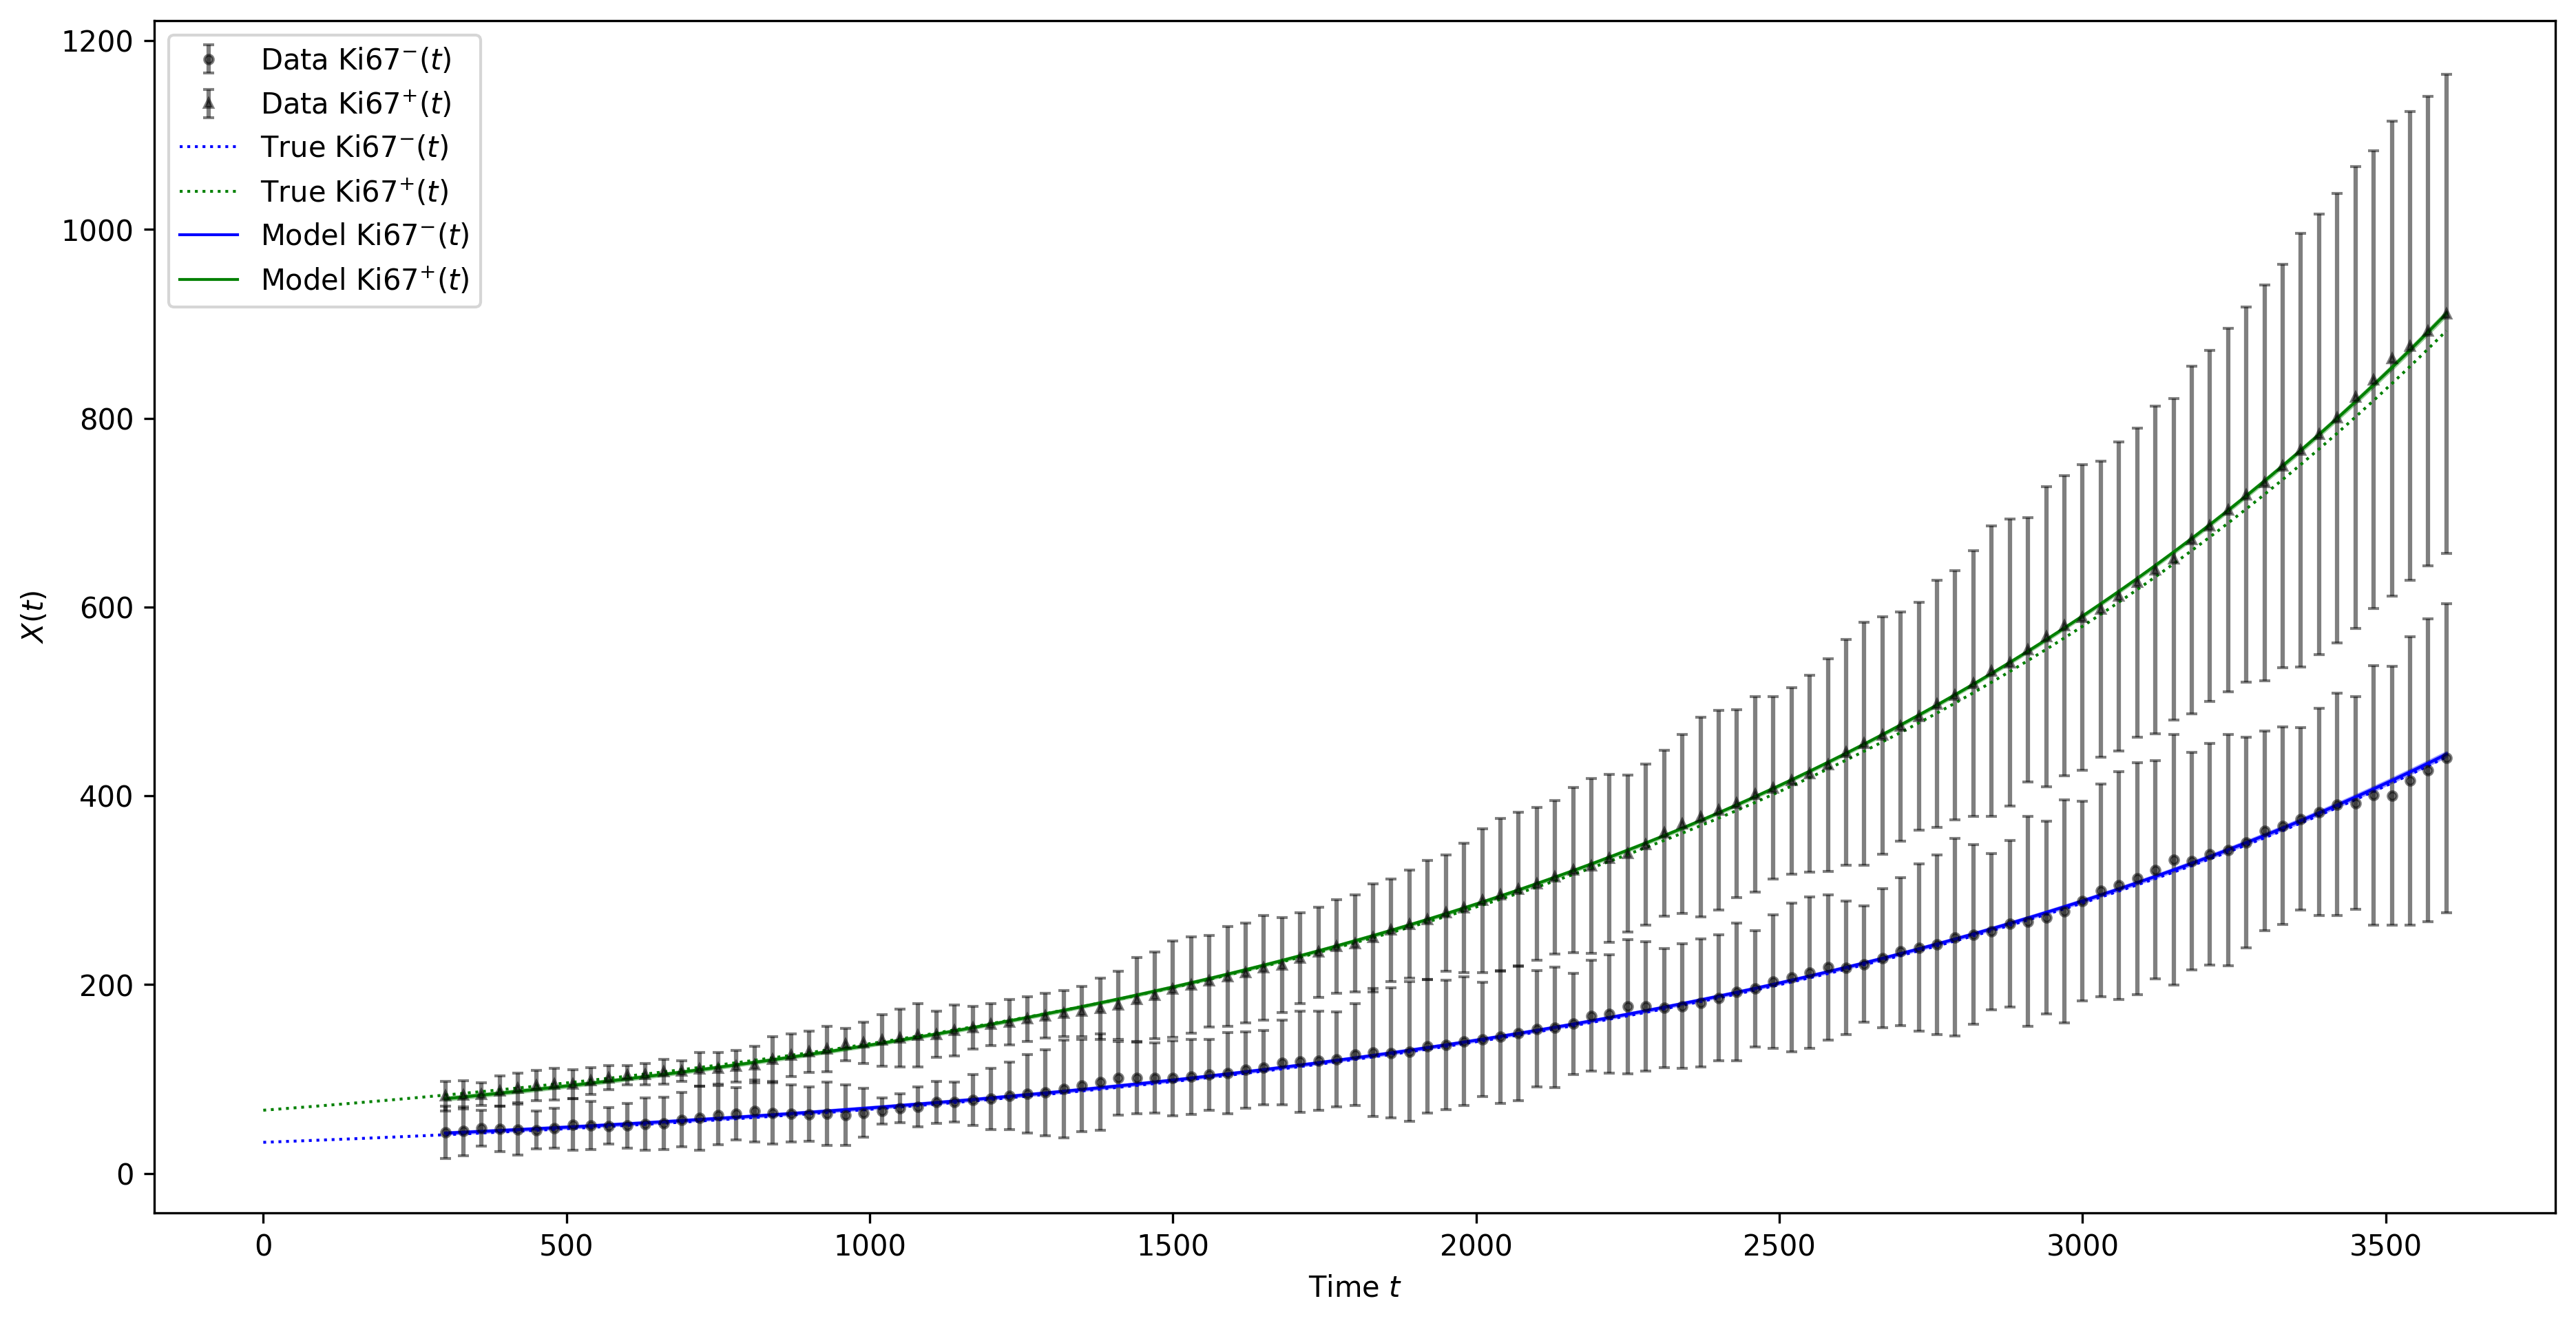 Data Ki67⁻(t)
Data Ki67⁺(t)
True Ki67⁻(t)
True Ki67⁺(t)
Model Ki67⁻(t)
Model Ki67⁺(t)
1200
1000
800
600
400
200
0
X(t)
0 500 1000 1500 2000 2500 3000 3500
Time t